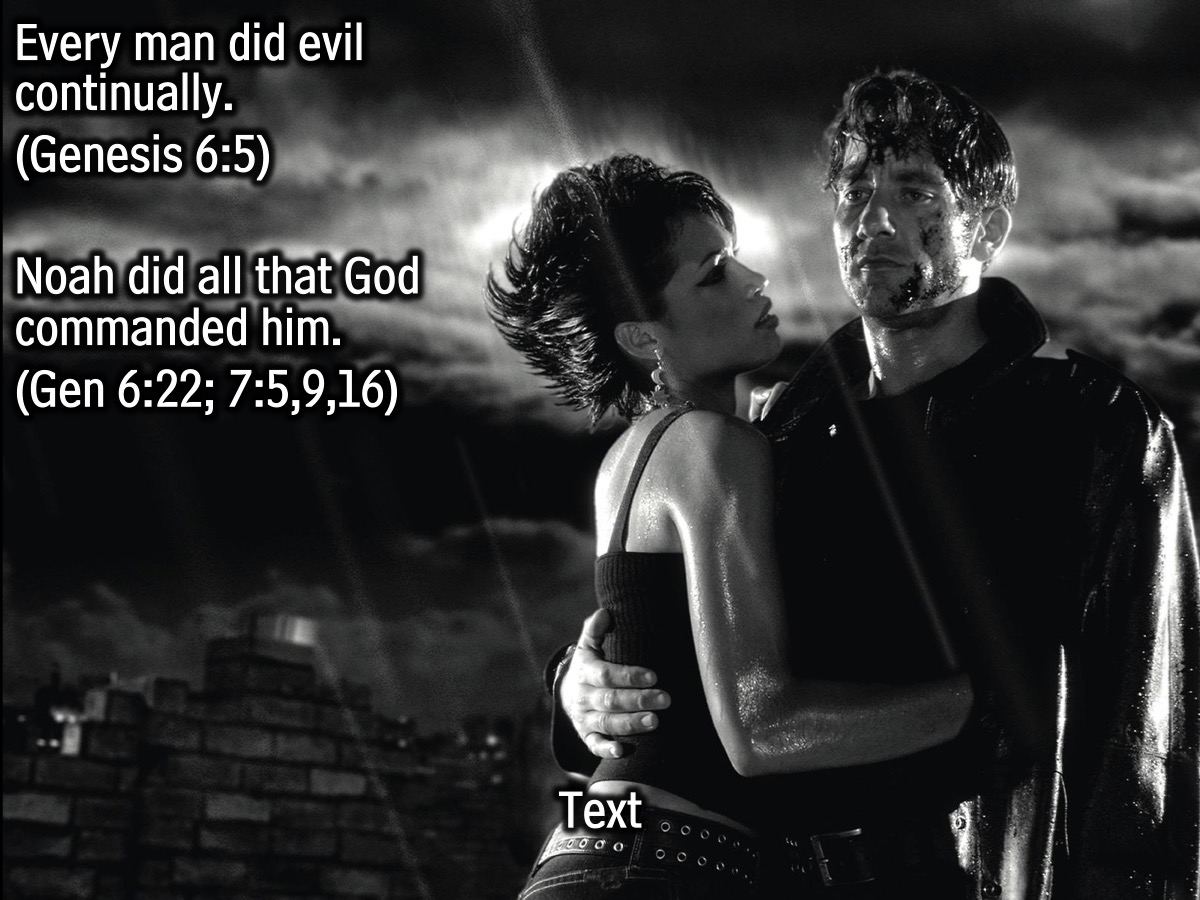 Every man did evil
continually.
(Genesis 6:5)
Noah did all that God
commanded him.
(Gen 6:22; 7:5,9,16)
Text